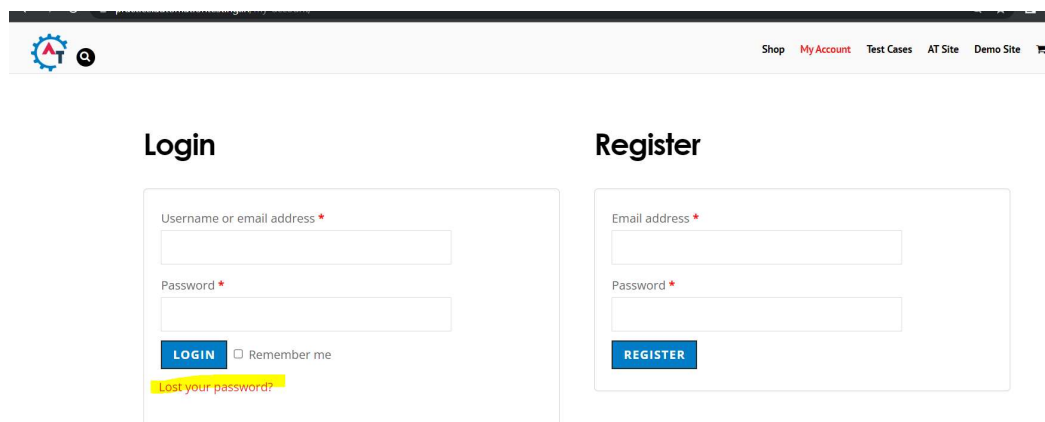 AT
Shop My Account Test Cases AT Site Demo Site
Login
Username or email address *
Password *
LOGIN Remember me
Lost your password?
Register
Email address *
Password *
REGISTER